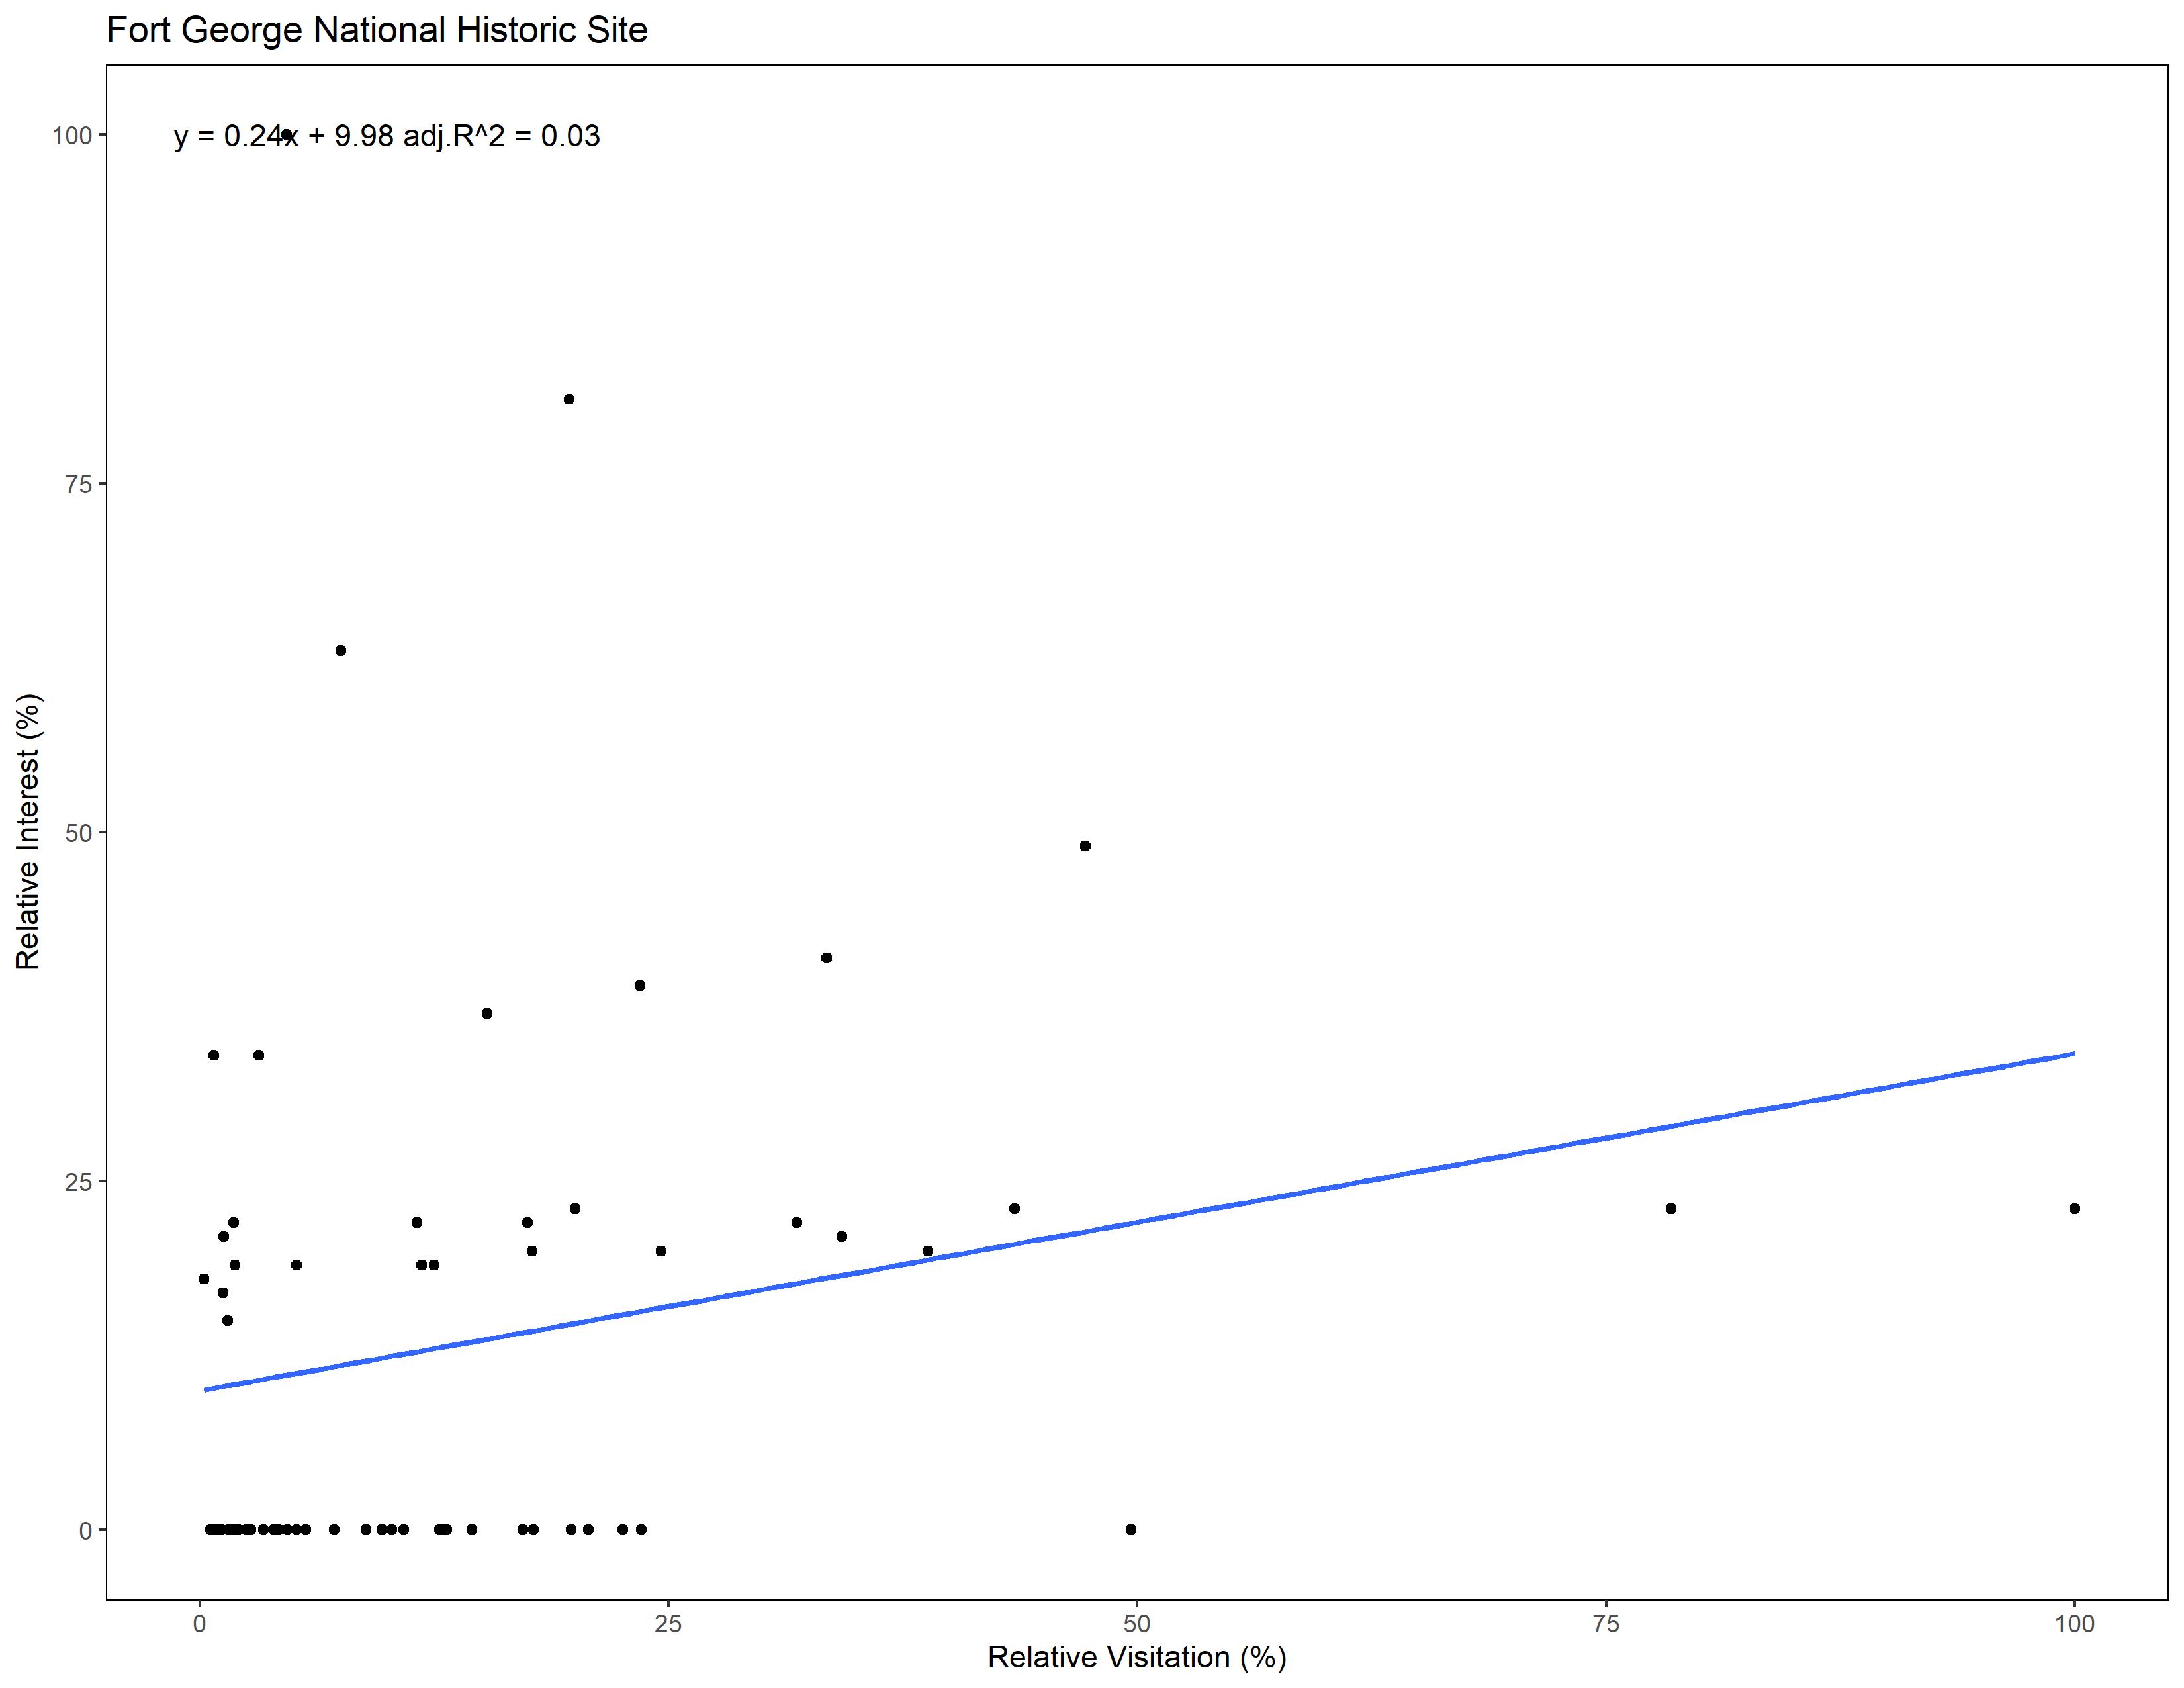 Fort George National Historic Site
y = 0.24x + 9.98 adj.R^2 = 0.03
100
75
50
25
0
Relative Interest (%)
0 25 50 75 100
Relative Visitation (%)